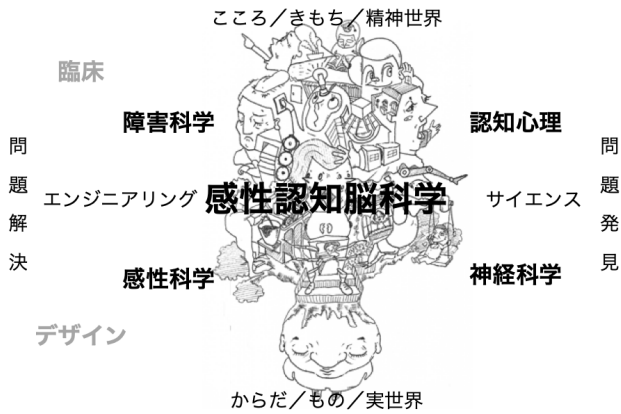 こころ／きもち／精神世界
臨床
障害科学
認知心理
問題解決
エンジニアリング
感性認知脳科学
サイエンス
問題発見
感性科学
神経科学
デザイン
からだ／もの／実世界